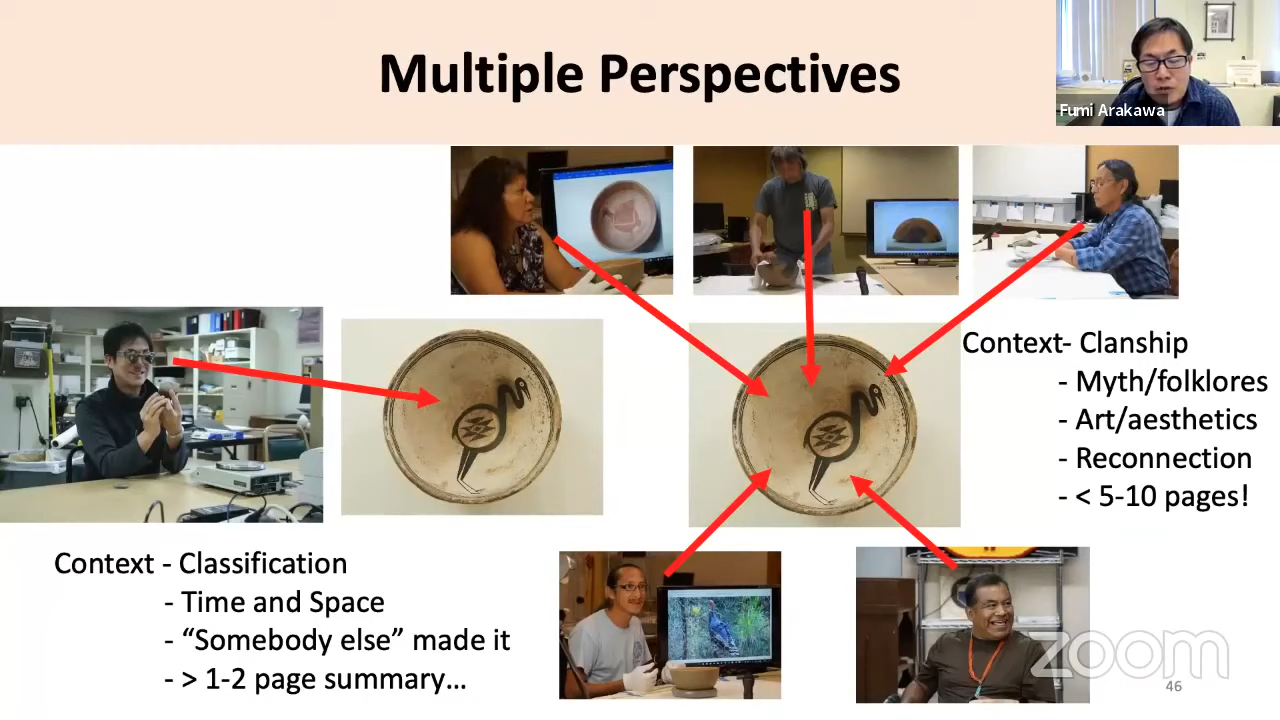 Multiple Perspectives
Fumi Arakawa
Context- Clanship
- Myth/folklores
- Art/aesthetics
- Reconnection
- < 5-10 pages!
Context - Classification
- Time and Space
- “Somebody else” made it
- > 1-2 page summary…
zoom
46